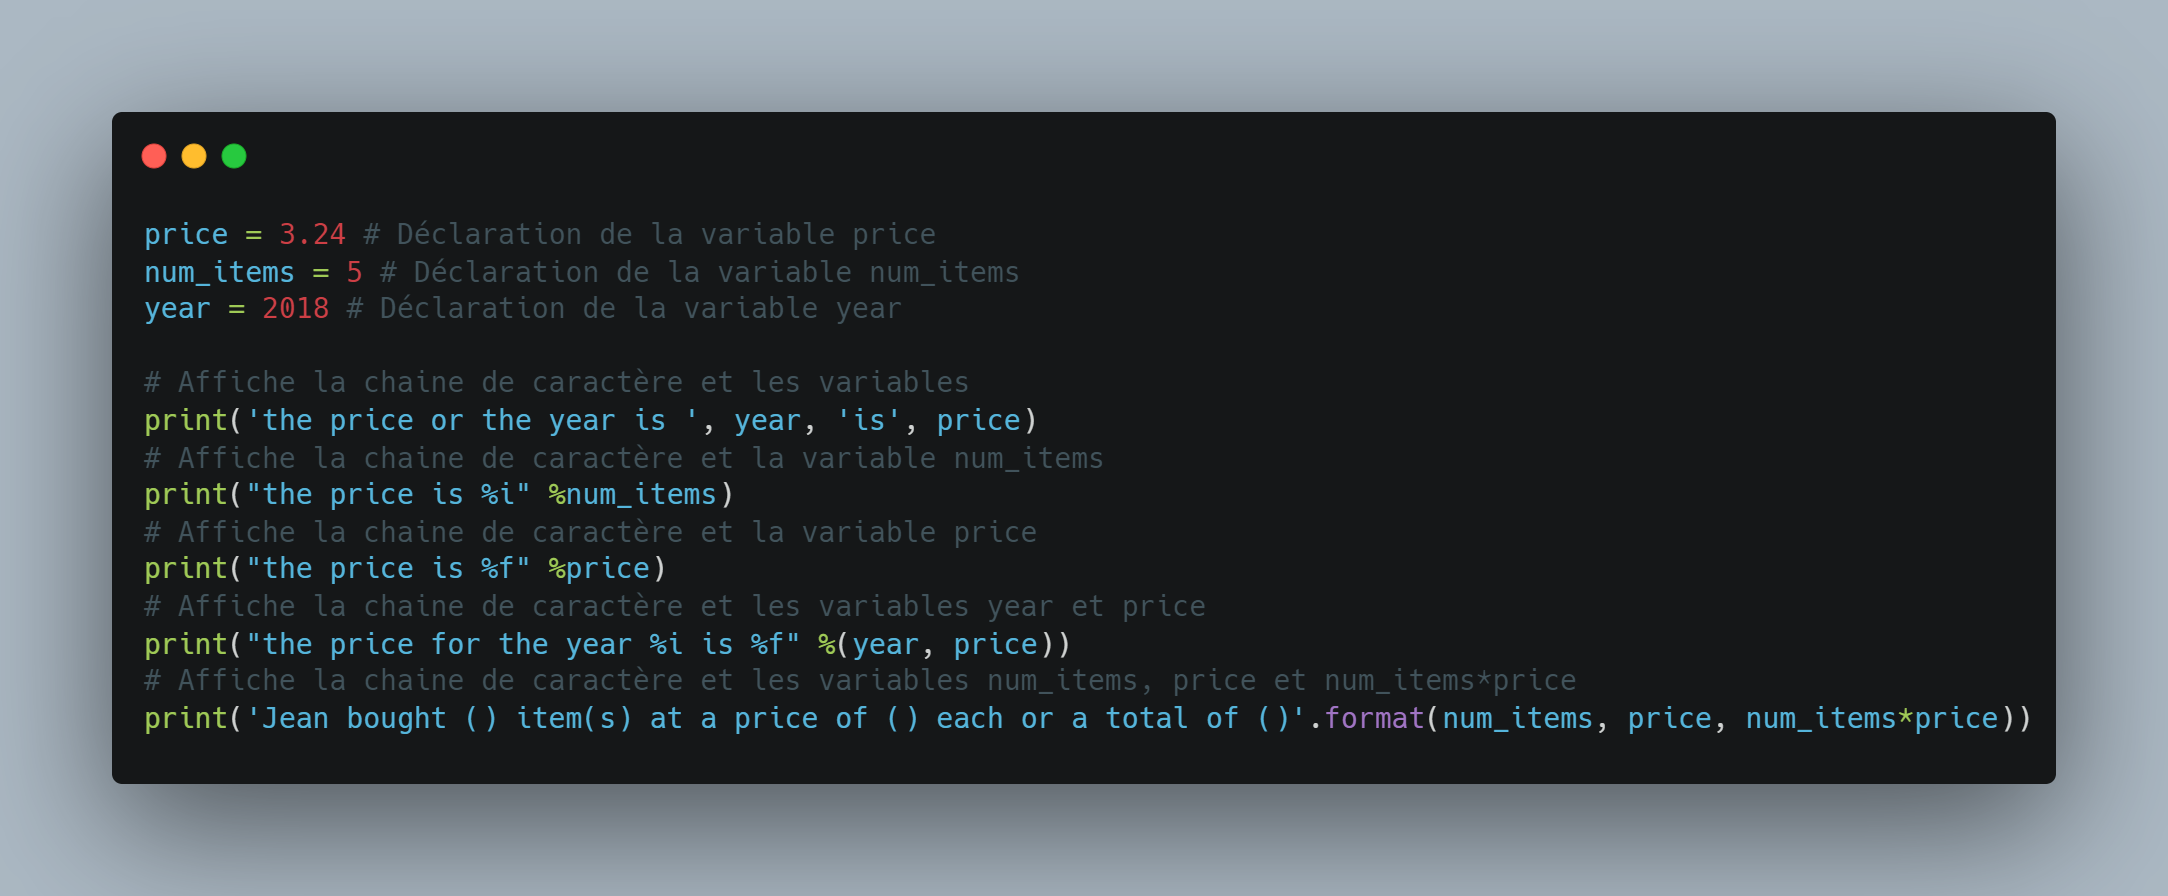 price = 3.24 # Déclaration de la variable price
num_items = 5 # Déclaration de la variable num_items
year = 2018 # Déclaration de la variable year
# Affiche la chaine de caractère et les variables
print('the price or the year is ', year, 'is', price)
# Affiche la chaine de caractère et la variable num_items
print("the price is %i" %num_items)
# Affiche la chaine de caractère et la variable price
print("the price is %f" %price)
# Affiche la chaine de caractère et les variables year et price
print("the price for the year %i is %f" %(year, price))
# Affiche la chaine de caractère et les variables num_items, price et num_items*price
print('Jean bought () item(s) at a price of () each or a total of ()'.format(num_items, price, num_items*price))